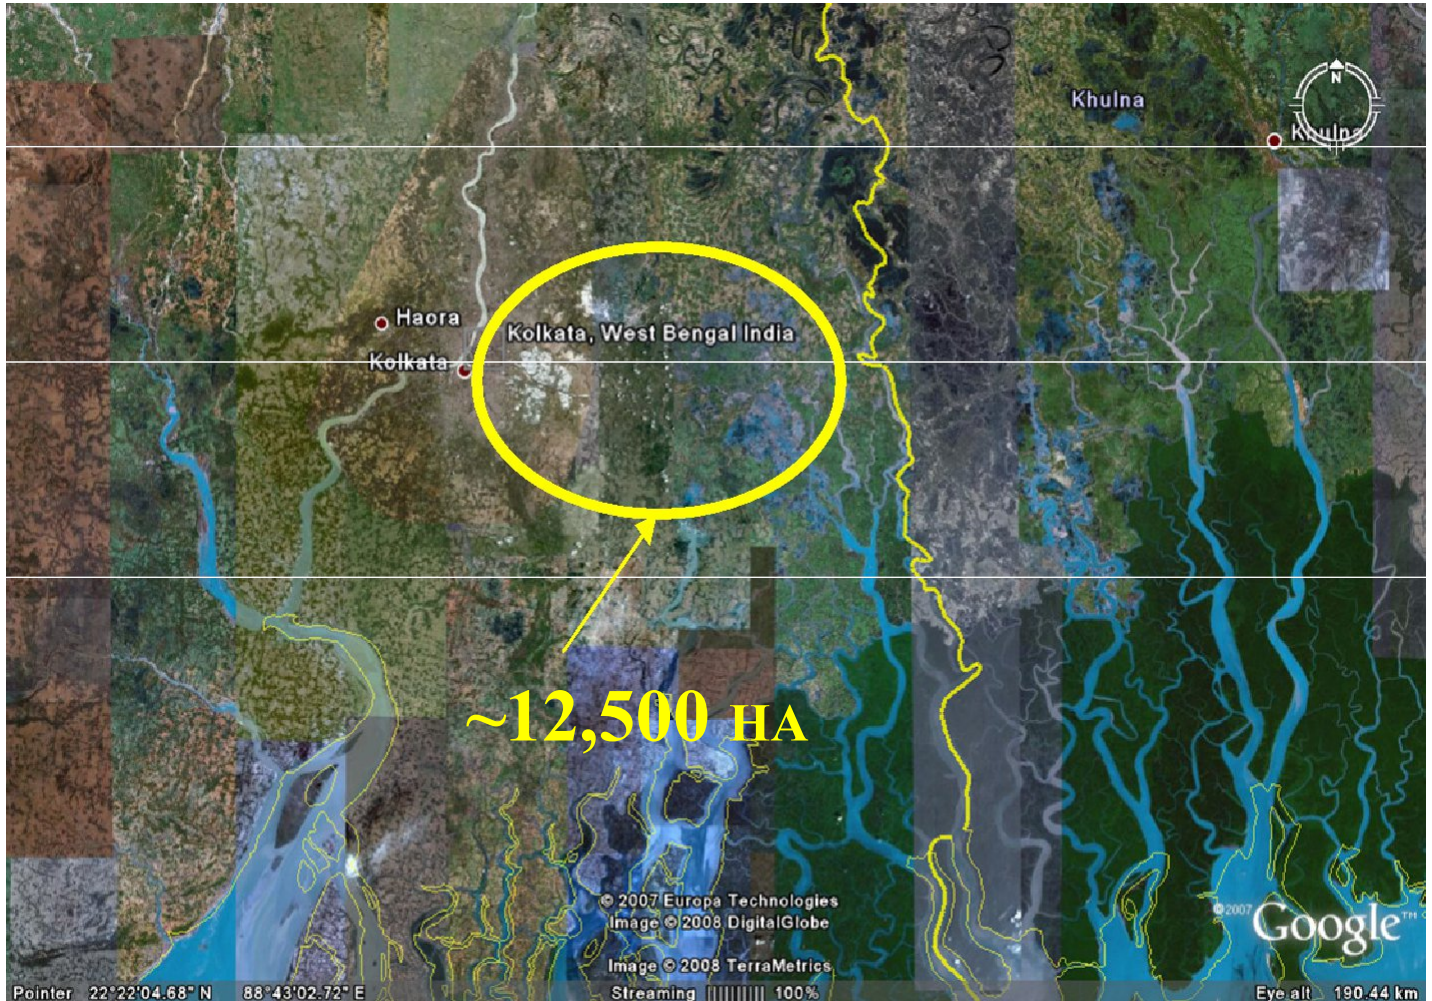 N
Khulna
Khulna
Haora
Kolkata, West Bengal India
Kolkata
~12,500 HA
© 2007 Europa Technologies
Image © 2008 DigitalGlobe
© 2007 Google™
Image © 2008 TerraMetrics
Pointer 22°22'04.68" N 88°43'02.72" E Streaming ||||||||| 100% Eye alt 190.44 km